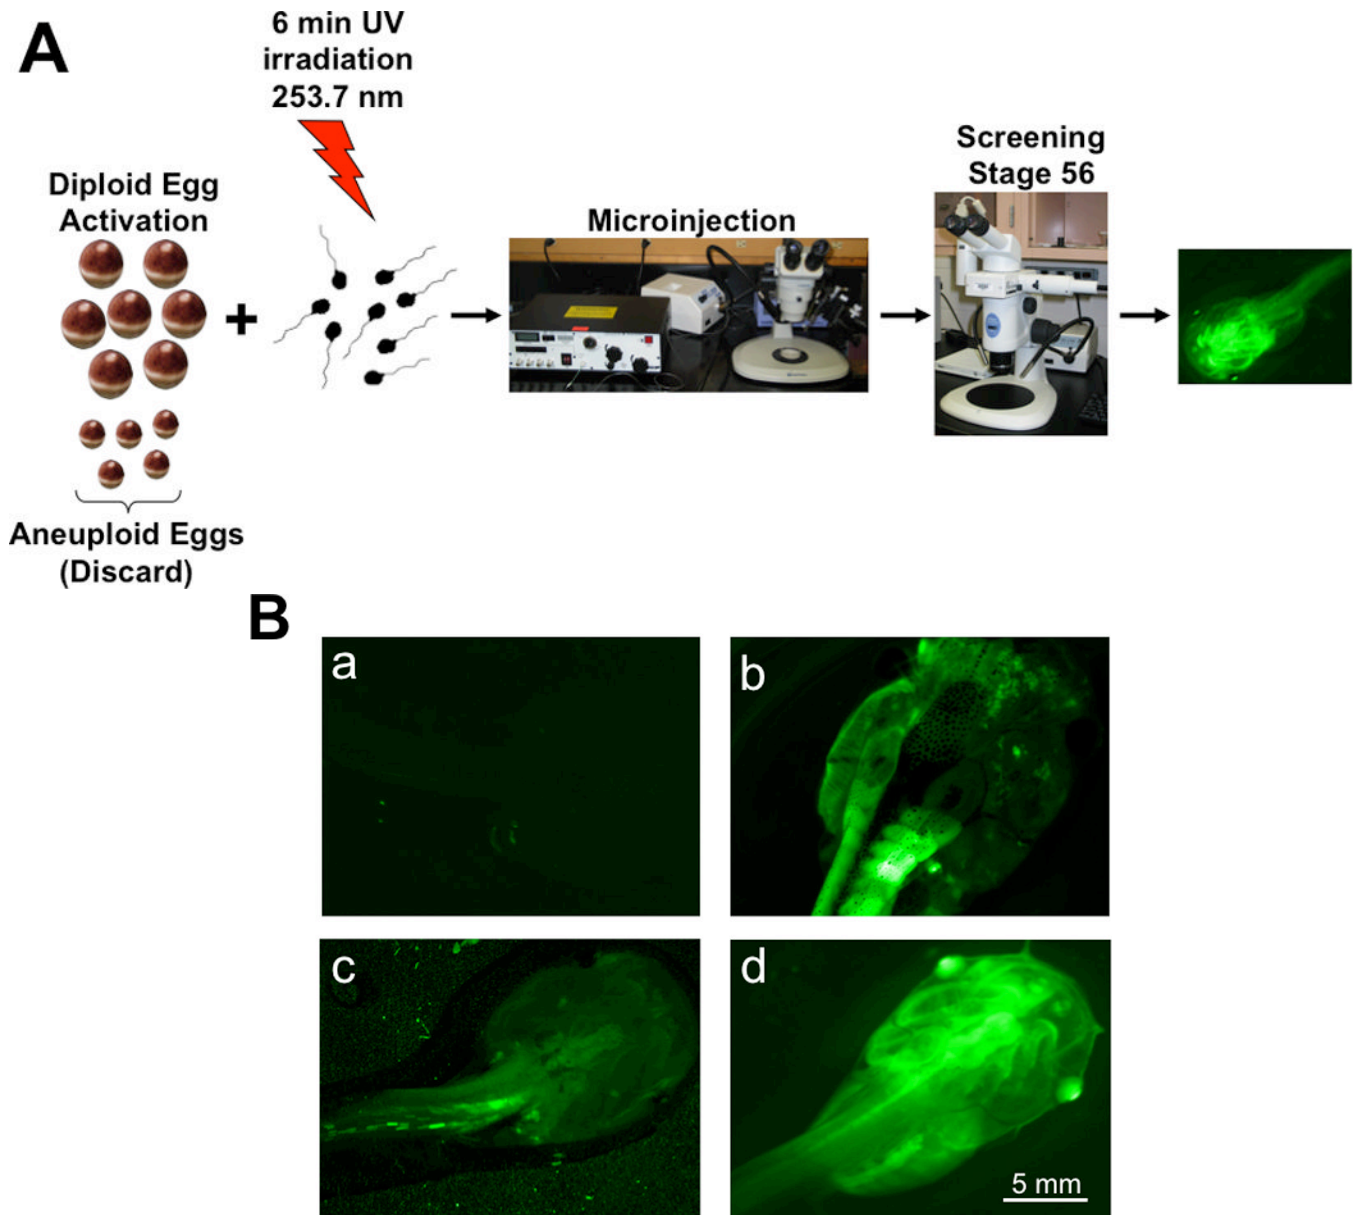 A
6 min UV
irradiation
253.7 nm
Diploid Egg
Activation
+
Aneuploid Eggs
(Discard)
Microinjection
Screening
Stage 56
B
a
b
c
d
5 mm